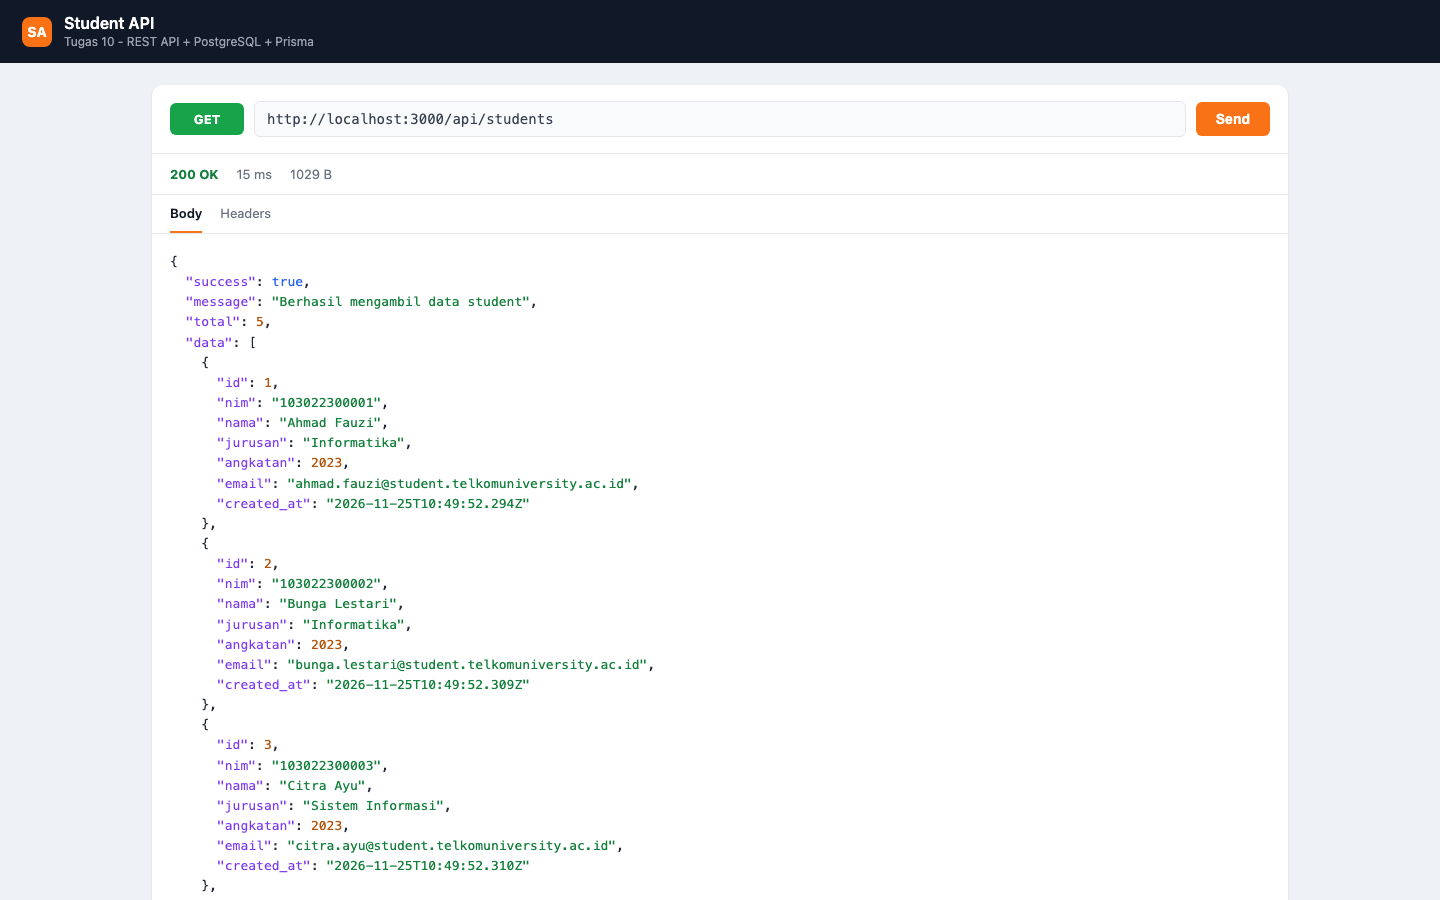 SA
Student API
Tugas 10 - REST API + PostgreSQL + Prisma
GET
http://localhost:3000/api/students
Send
200 OK 15 ms 1029 B
Body Headers
{
  "success": true,
  "message": "Berhasil mengambil data student",
  "total": 5,
  "data": [
    {
      "id": 1,
      "nim": "103022300001",
      "nama": "Ahmad Fauzi",
      "jurusan": "Informatika",
      "angkatan": 2023,
      "email": "ahmad.fauzi@student.telkomuniversity.ac.id",
      "created_at": "2026-11-25T10:49:52.294Z"
    },
    {
      "id": 2,
      "nim": "103022300002",
      "nama": "Bunga Lestari",
      "jurusan": "Informatika",
      "angkatan": 2023,
      "email": "bunga.lestari@student.telkomuniversity.ac.id",
      "created_at": "2026-11-25T10:49:52.309Z"
    },
    {
      "id": 3,
      "nim": "103022300003",
      "nama": "Citra Ayu",
      "jurusan": "Sistem Informasi",
      "angkatan": 2023,
      "email": "citra.ayu@student.telkomuniversity.ac.id",
      "created_at": "2026-11-25T10:49:52.310Z"
    },